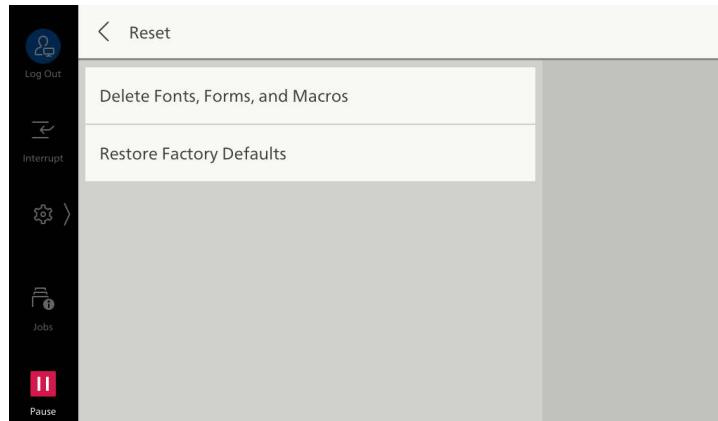 Reset
Log Out
Delete Fonts, Forms, and Macros
Interrupt
Restore Factory Defaults
Jobs
Pause